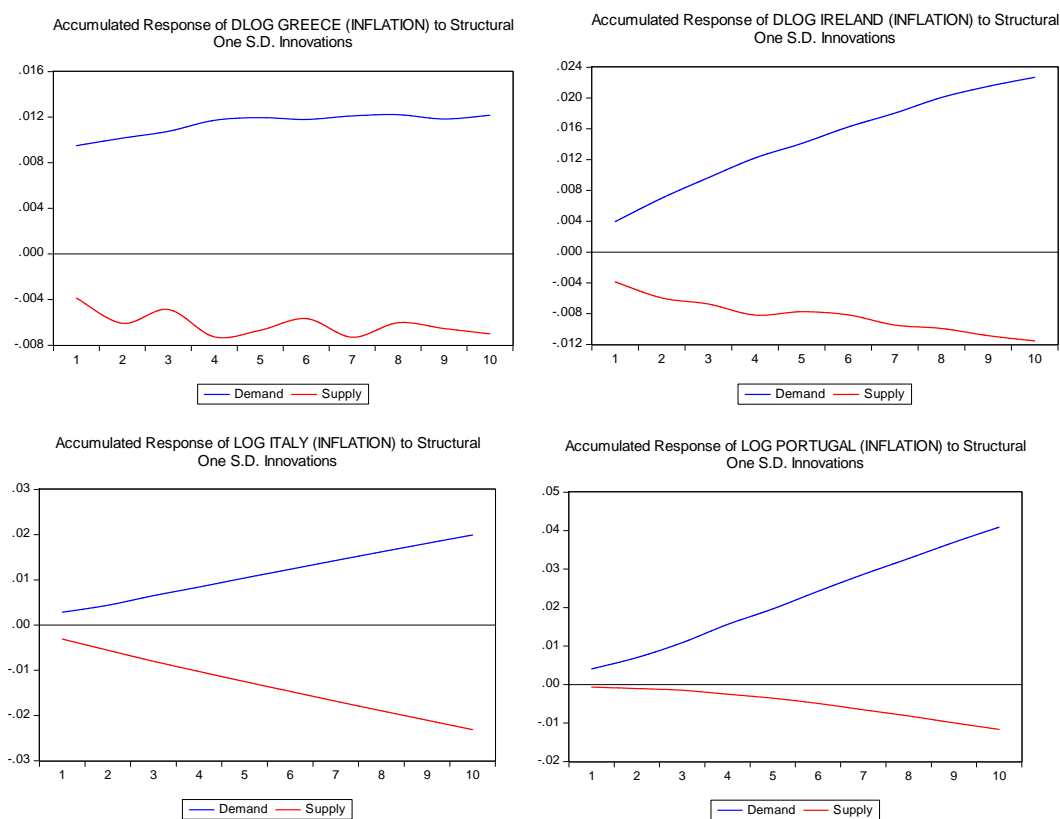 Accumulated Response of DLOG GREECE (INFLATION) to Structural
One S.D. Innovations
.016
.012
.008
.004
.000
-.004
-.008
1 2 3 4 5 6 7 8 9 10
Demand Supply
Accumulated Response of DLOG IRELAND (INFLATION) to Structural
One S.D. Innovations
.024
.020
.016
.012
.008
.004
.000
-.004
-.008
-.012
1 2 3 4 5 6 7 8 9 10
Demand Supply
Accumulated Response of LOG ITALY (INFLATION) to Structural
One S.D. Innovations
.03
.02
.01
.00
-.01
-.02
-.03
1 2 3 4 5 6 7 8 9 10
Demand Supply
Accumulated Response of LOG PORTUGAL (INFLATION) to Structural
One S.D. Innovations
.05
.04
.03
.02
.01
.00
-.01
-.02
1 2 3 4 5 6 7 8 9 10
Demand Supply